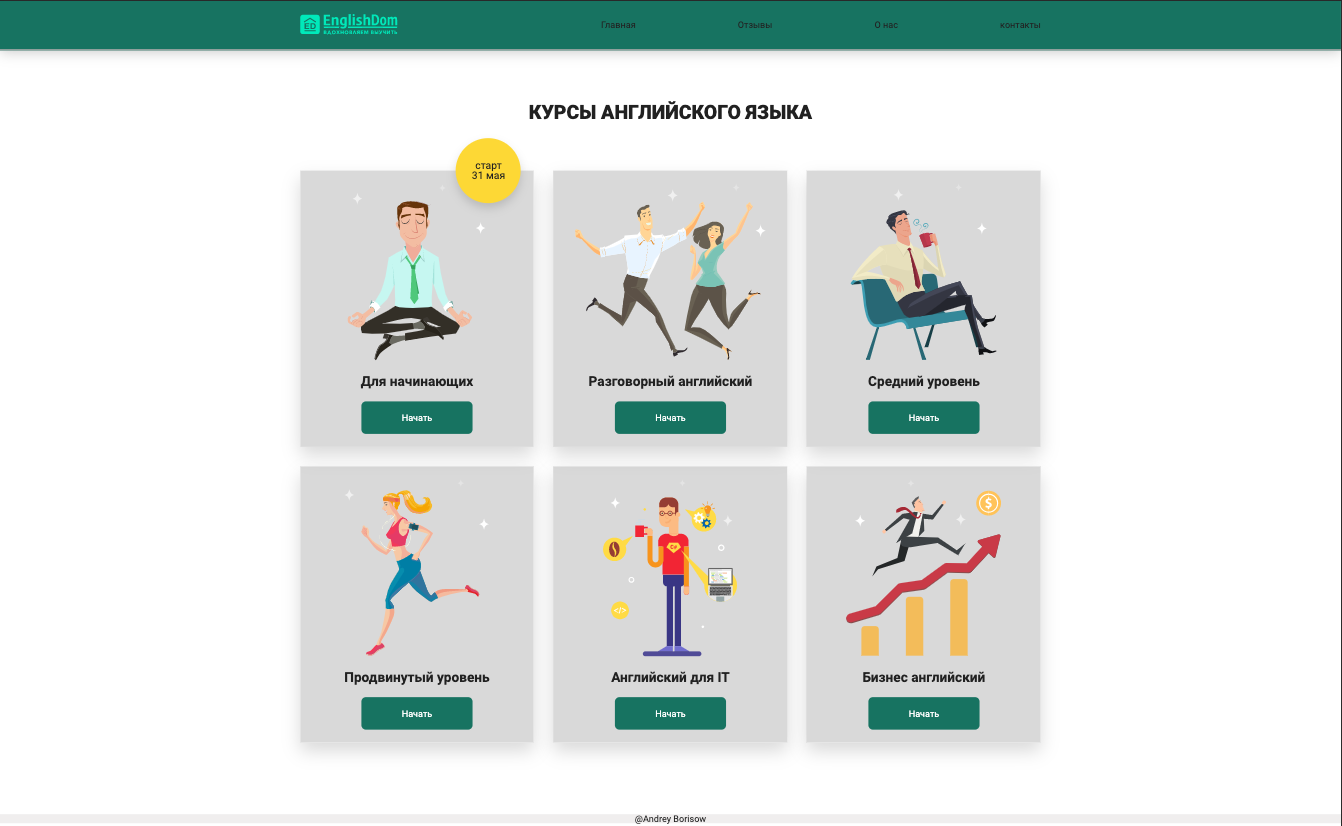 ED EnglishDom
ВДОХНОВЛЯЕМ ВЫУЧИТЬ
Главная
Отзывы
О нас
контакты
КУРСЫ АНГЛИЙСКОГО ЯЗЫКА
старт
31 мая
Для начинающих
Разговорный английский
Средний уровень
Начать
Начать
Начать
$
C#
</>
Продвинутый уровень
Английский для IT
Бизнес английский
Начать
Начать
Начать
@Andrey Borisow